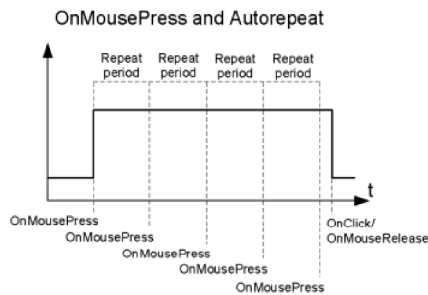 OnMousePress and Autorepeat
Repeat Repeat Repeat Repeat
period period period period
t
OnMousePress
OnClick/
OnMousePress
OnMouseRelease
OnMousePress
OnMousePress
OnMousePress